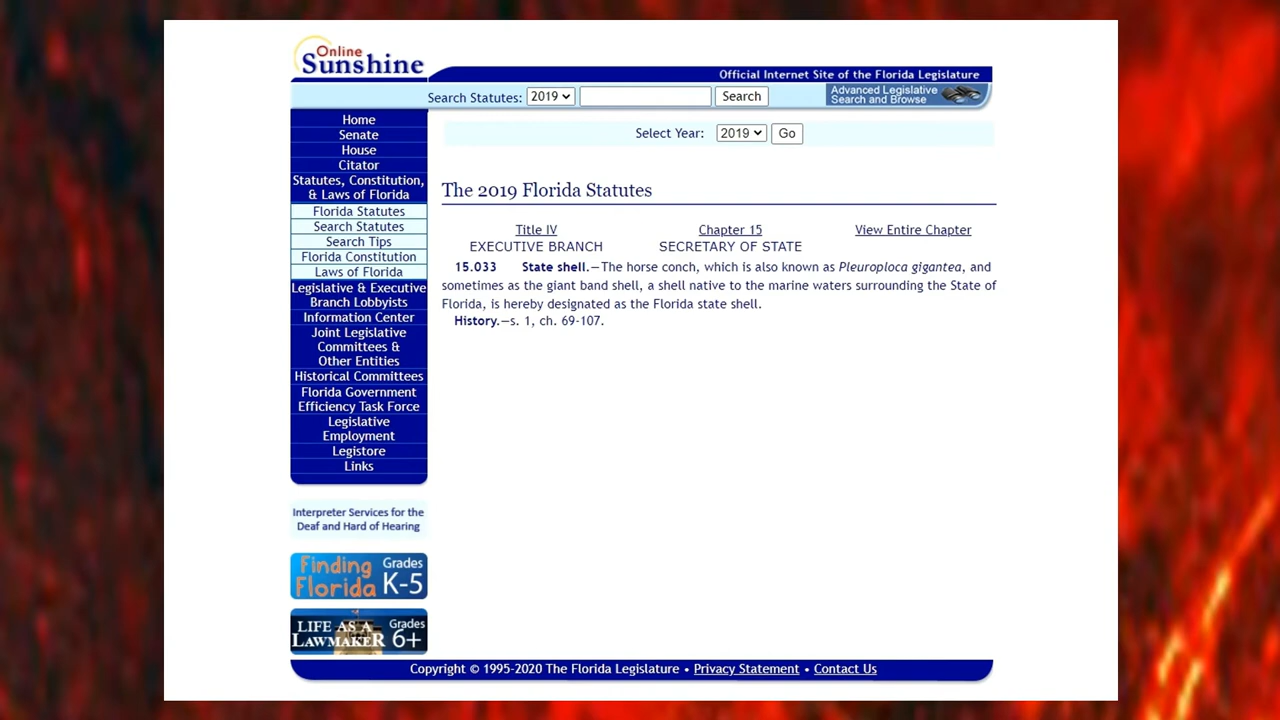 Online
Sunshine
Official Internet Site of the Florida Legislature
Search Statutes: 2019 Search
Advanced Legislative
Search and Browse
Select Year: 2019 Go
Home
Senate
House
Citator
Statutes, Constitution,
& Laws of Florida
Florida Statutes
Search Statutes
Search Tips
Florida Constitution
Laws of Florida
Legislative & Executive
Branch Lobbyists
Information Center
Joint Legislative
Committees &
Other Entities
Historical Committees
Florida Government
Efficiency Task Force
Legislative
Employment
Legistore
Links
Interpreter Services for the
Deaf and Hard of Hearing
Finding
Florida
Grades
K-5
LIFE AS A
LAWMAKER
Grades
6+
The 2019 Florida Statutes
Title IV Chapter 15 View Entire Chapter
EXECUTIVE BRANCH SECRETARY OF STATE
15.033 State shell.—The horse conch, which is also known as Pleuroploca gigantea, and
sometimes as the giant band shell, a shell native to the marine waters surrounding the State of
Florida, is hereby designated as the Florida state shell.
History.—s. 1, ch. 69-107.
Copyright © 1995-2020 The Florida Legislature • Privacy Statement • Contact Us